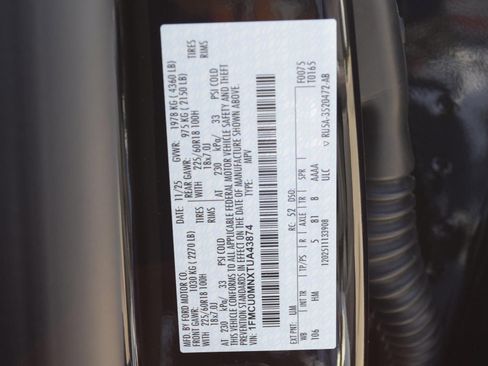 MFD. BY FORD MOTOR CO.
DATE: 11/25 GVWR: 1978 KG ( 4360 LB)
FRONT GAWR: 1030 KG ( 2270 LB) REAR GAWR: 975 KG ( 2150 LB)
WITH 225/60R18 100H TIRES WITH 225/60R18 100H TIRES
18x7.0J RIMS 18x7.0J RIMS
AT 230 kPa/ 33 PSI COLD AT 230 kPa/ 33 PSI COLD
THIS VEHICLE CONFORMS TO ALL APPLICABLE FEDERAL MOTOR VEHICLE SAFETY AND THEFT
PREVENTION STANDARDS IN EFFECT ON THE DATE OF MANUFACTURE SHOWN ABOVE.
VIN: 1FMCU0MNXTUA43874
TYPE: MPV
F0075
T0165
EXT PNT: UM RC: 52 DSO:
WB INT TR TP/PS R AXLE TR SPR
106 HM 5 81 8 AAAA
1202511133908 ULC
RU5A-3520472-AB